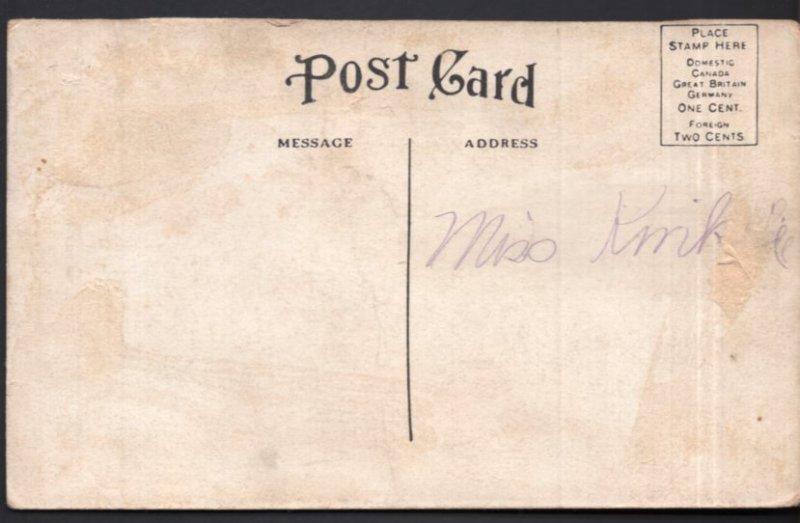 Post Card
PLACE
STAMP HERE
DOMESTIC
CANADA
GREAT BRITAIN
GERMANY
ONE CENT.
FOREIGN
TWO CENTS
MESSAGE
ADDRESS
Miss